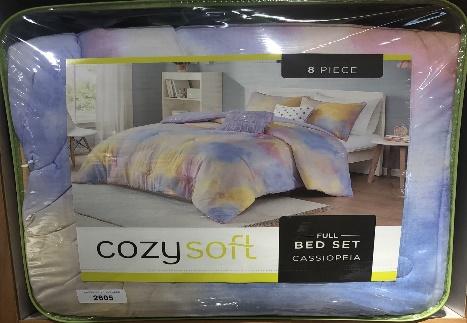 8 PIECE
cozysoft
FULL
BED SET
CASSIOPEIA
2605